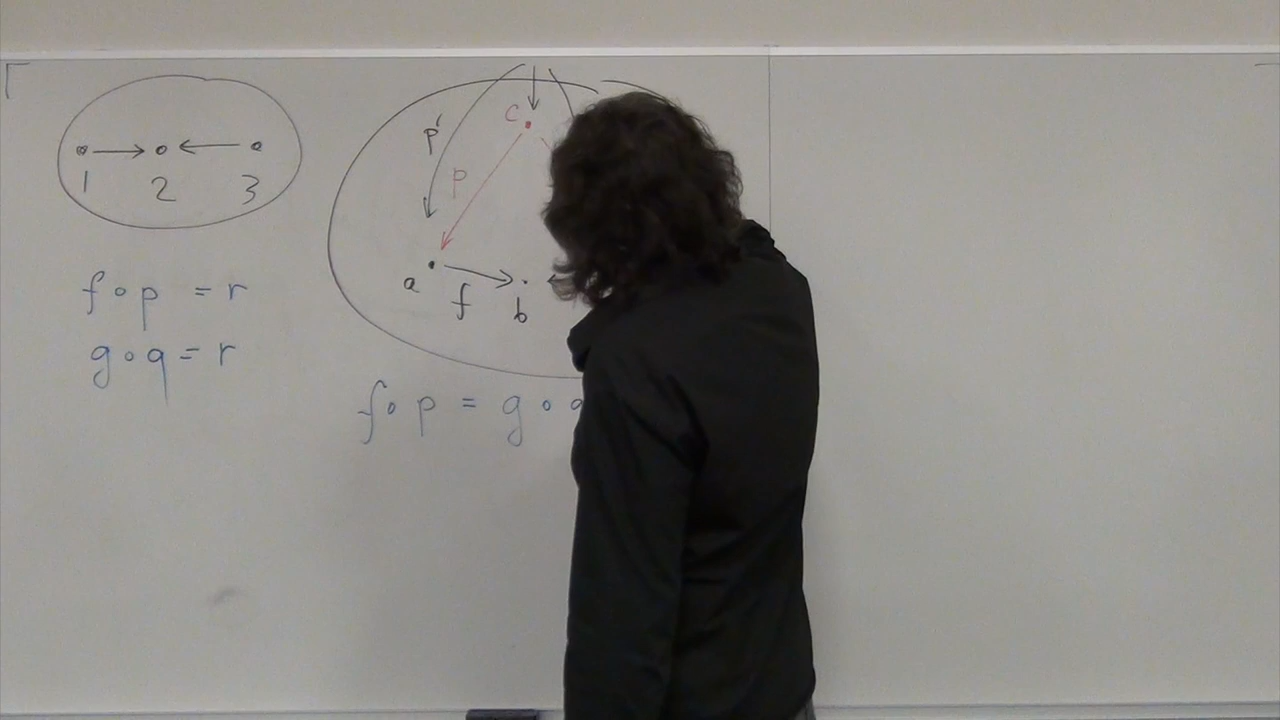 1 2 3
f∘p = r
g∘q = r
c
p′
p
a
f
b
f∘p = g∘